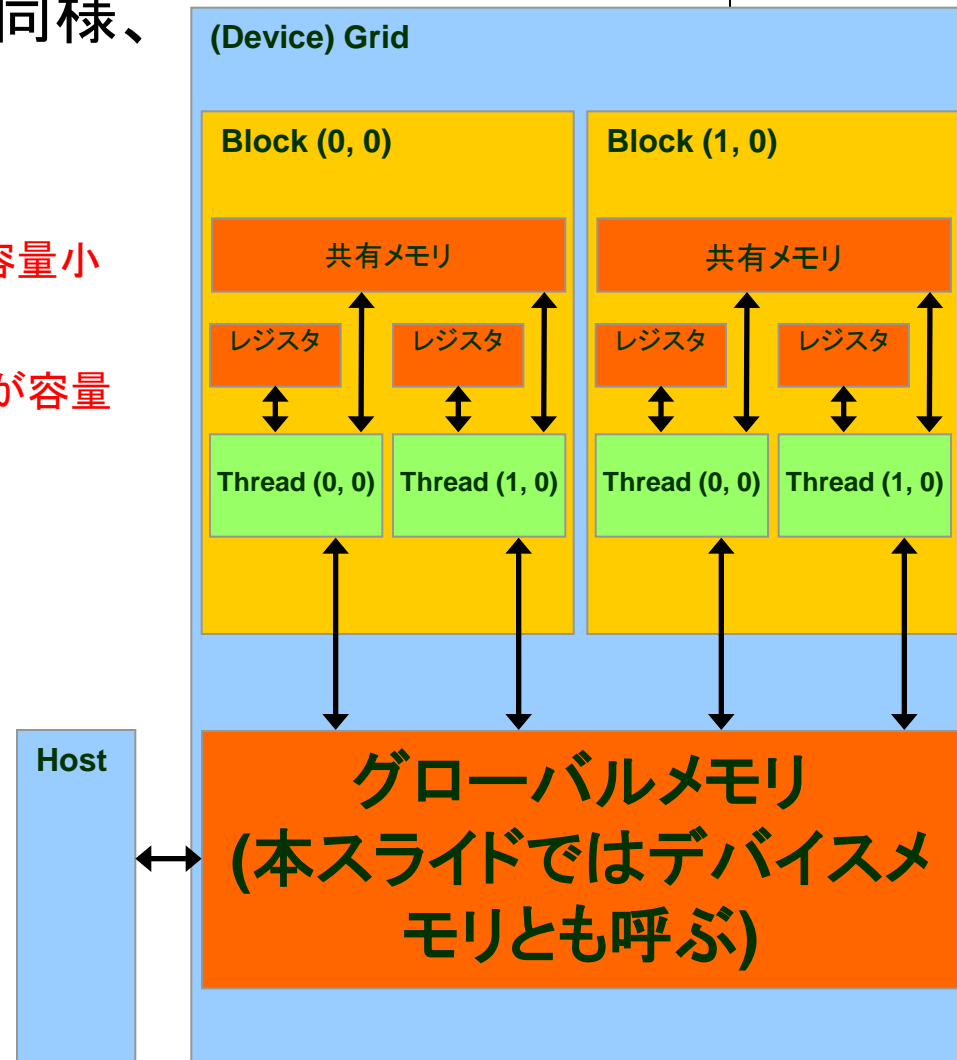 同様、
容量小
が容量
(Device) Grid
Block (0, 0)
Block (1, 0)
共有メモリ
共有メモリ
レジスタ
レジスタ
レジスタ
レジスタ
Thread (0, 0)
Thread (1, 0)
Thread (0, 0)
Thread (1, 0)
Host
グローバルメモリ
(本スライドではデバイスメ
モリとも呼ぶ)